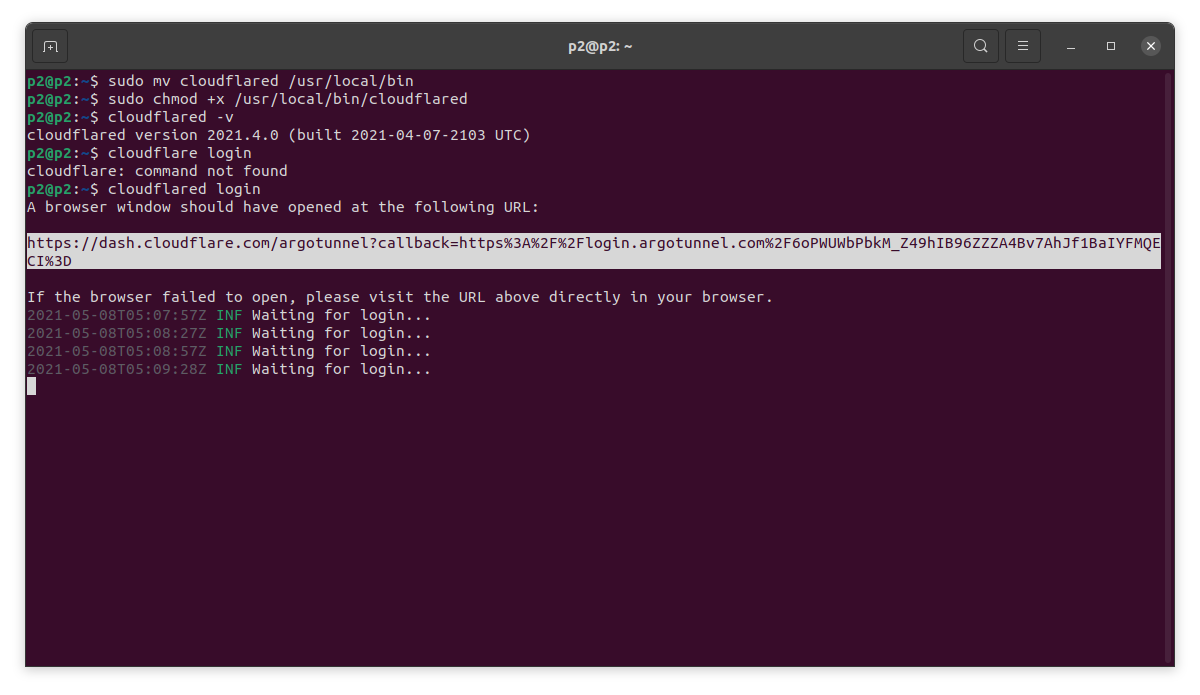 p2@p2: ~
p2@p2:~$ sudo mv cloudflared /usr/local/bin
p2@p2:~$ sudo chmod +x /usr/local/bin/cloudflared
p2@p2:~$ cloudflared -v
cloudflared version 2021.4.0 (built 2021-04-07-2103 UTC)
p2@p2:~$ cloudflare login
cloudflare: command not found
p2@p2:~$ cloudflared login
A browser window should have opened at the following URL:
https://dash.cloudflare.com/argotunnel?callback=https%3A%2F%2Flogin.argotunnel.com%2F6oPWUWbPbkM_Z49hIB96ZZZA4Bv7AhJf1BaIYFMQE
CI%3D
If the browser failed to open, please visit the URL above directly in your browser.
2021-05-08T05:07:57Z INF Waiting for login...
2021-05-08T05:08:27Z INF Waiting for login...
2021-05-08T05:08:57Z INF Waiting for login...
2021-05-08T05:09:28Z INF Waiting for login...